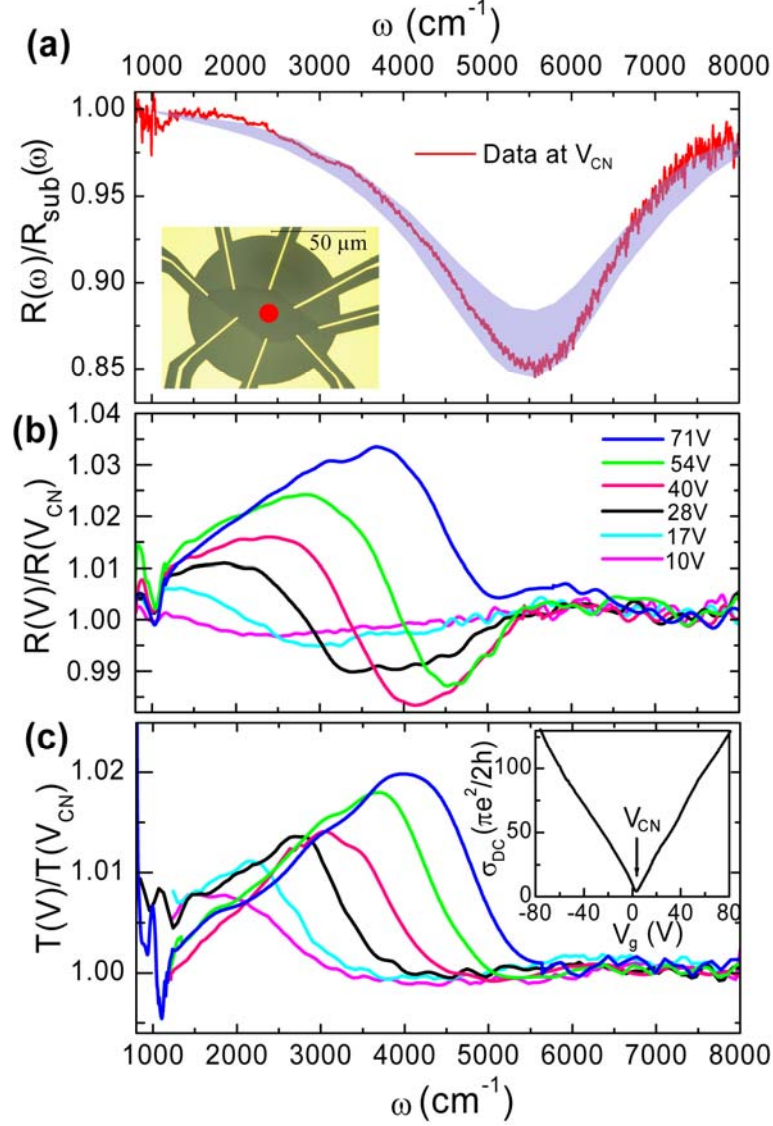 ω (cm⁻¹)
(a)
1000 2000 3000 4000 5000 6000 7000 8000
1.00
0.95
0.90
0.85
R(ω)/R_sub(ω)
Data at V_CN
50 µm
(b)
1.04
1.03
1.02
1.01
1.00
0.99
R(V)/R(V_CN)
71V
54V
40V
28V
17V
10V
(c)
1.02
1.01
1.00
T(V)/T(V_CN)
σ_DC (πe²/2h)
100
75
50
25
0
V_CN
-80 -40 0 40 80
V_g (V)
1000 2000 3000 4000 5000 6000 7000 8000
ω (cm⁻¹)